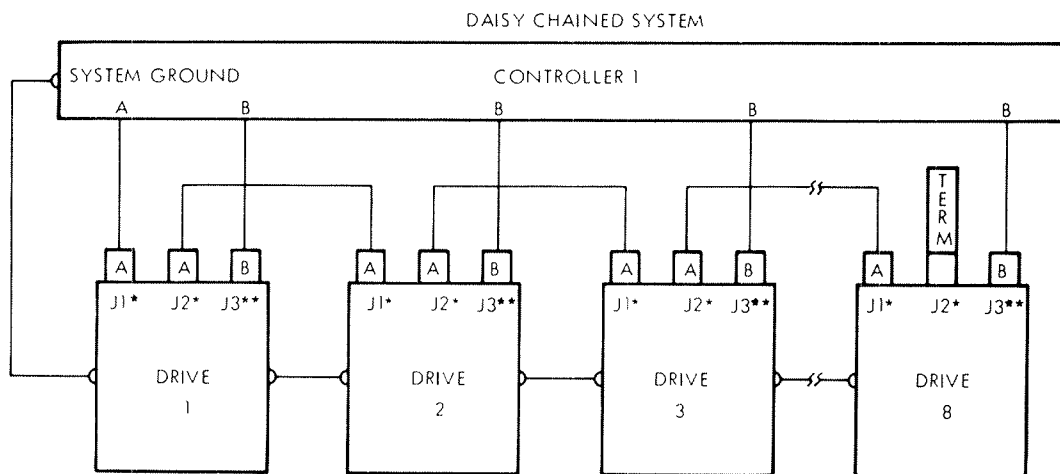 DAISY CHAINED SYSTEM
SYSTEM GROUND CONTROLLER 1
A B B B B
TERM
A A B A A B A A B A B
J1* J2* J3** J1* J2* J3** J1* J2* J3** J1* J2* J3**
DRIVE DRIVE DRIVE DRIVE
1 2 3 8